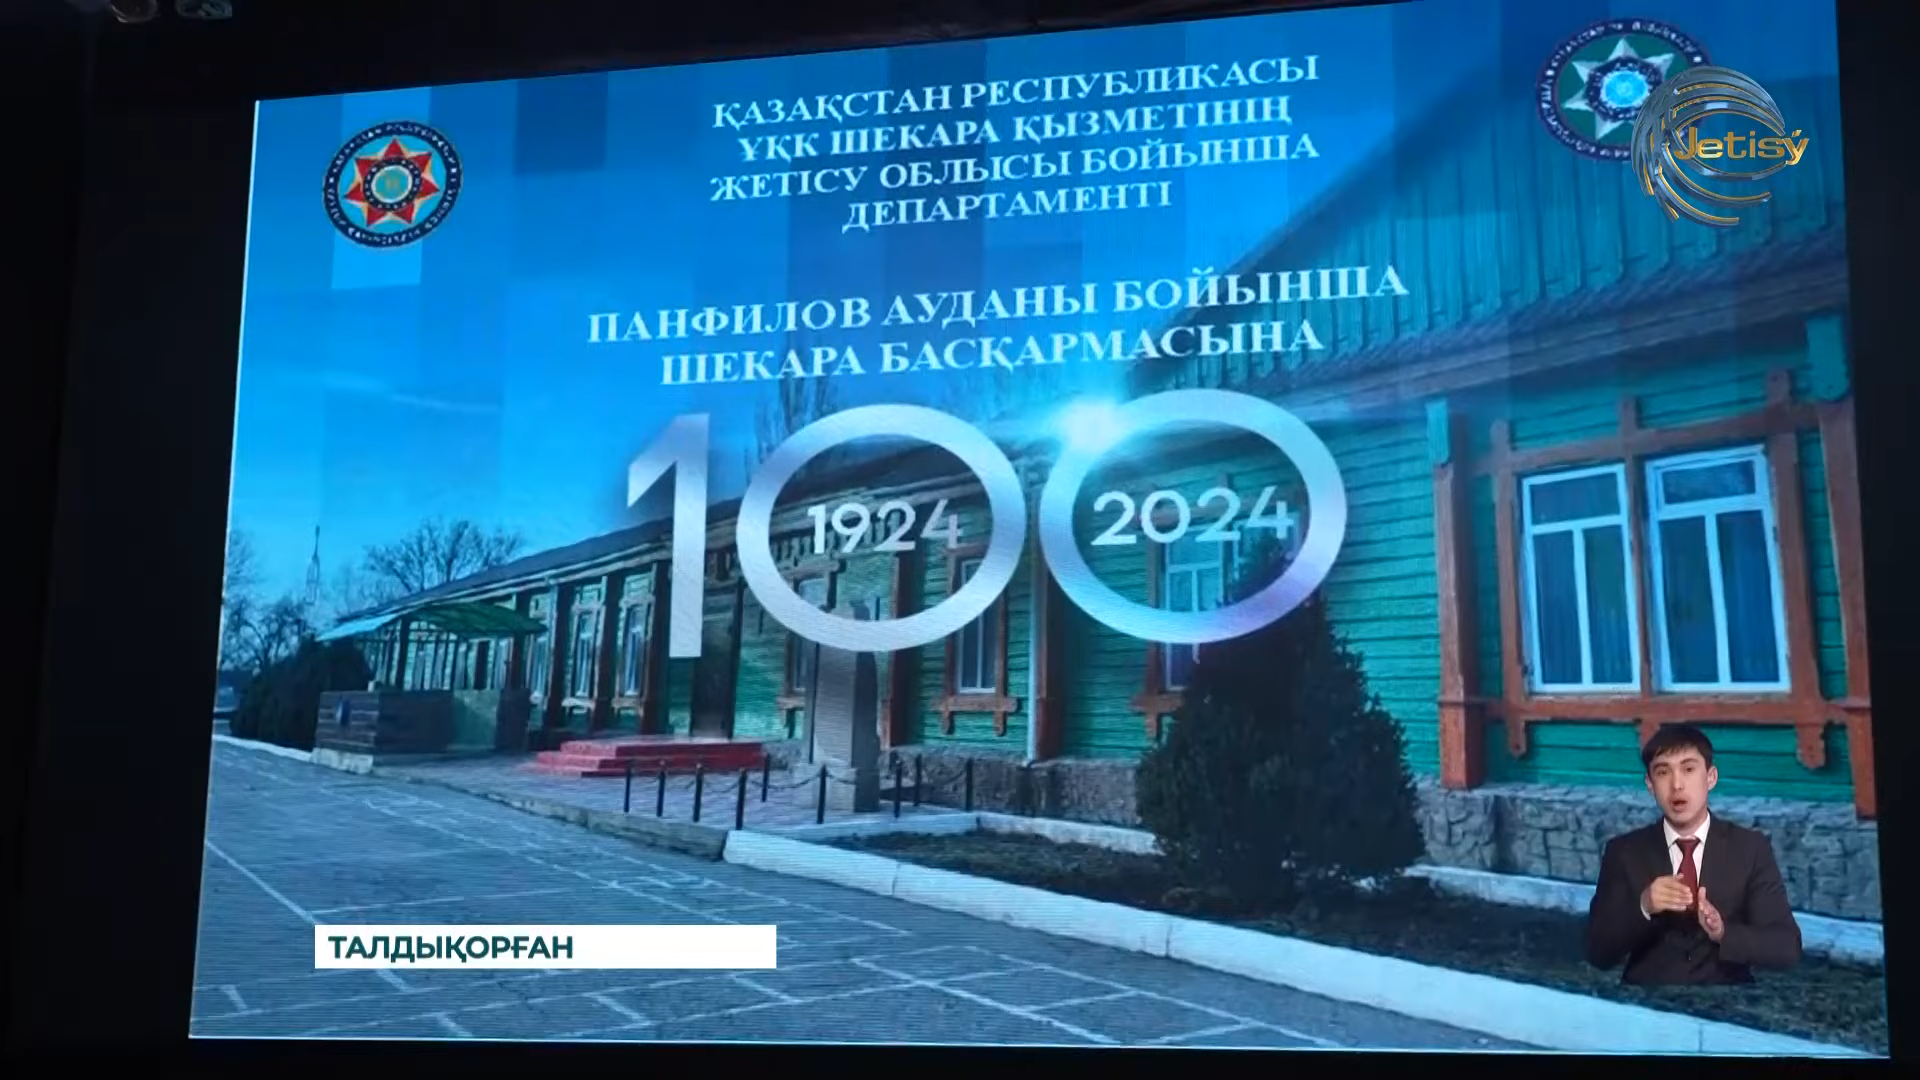 ҚАЗАҚСТАН РЕСПУБЛИКАСЫ
ҰҚК ШЕКАРА ҚЫЗМЕТІНІҢ
ЖЕТІСУ ОБЛЫСЫ БОЙЫНША
ДЕПАРТАМЕНТІ
Jetisý
ПАНФИЛОВ АУДАНЫ БОЙЫНША
ШЕКАРА БАСҚАРМАСЫНА
100
1924 2024
ТАЛДЫҚОРҒАН